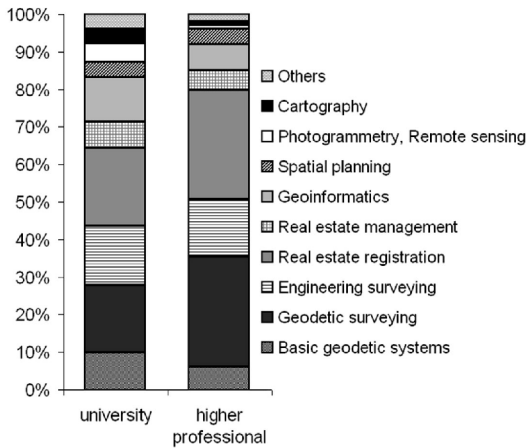 100%
90%
80%
70%
60%
50%
40%
30%
20%
10%
0%
university
higher
professional
Others
Cartography
Photogrammetry, Remote sensing
Spatial planning
Geoinformatics
Real estate management
Real estate registration
Engineering surveying
Geodetic surveying
Basic geodetic systems